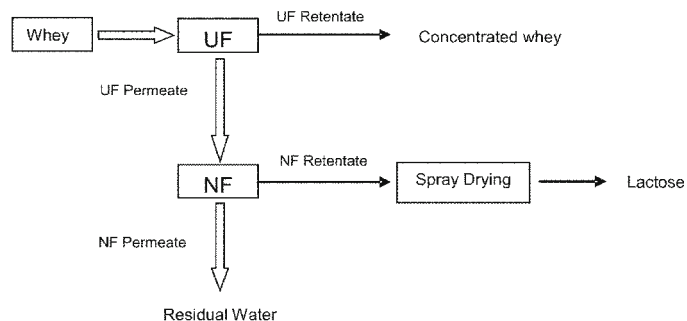 UF Retentate
Whey
UF
Concentrated whey
UF Permeate
NF Retentate
NF
Spray Drying
Lactose
NF Permeate
Residual Water